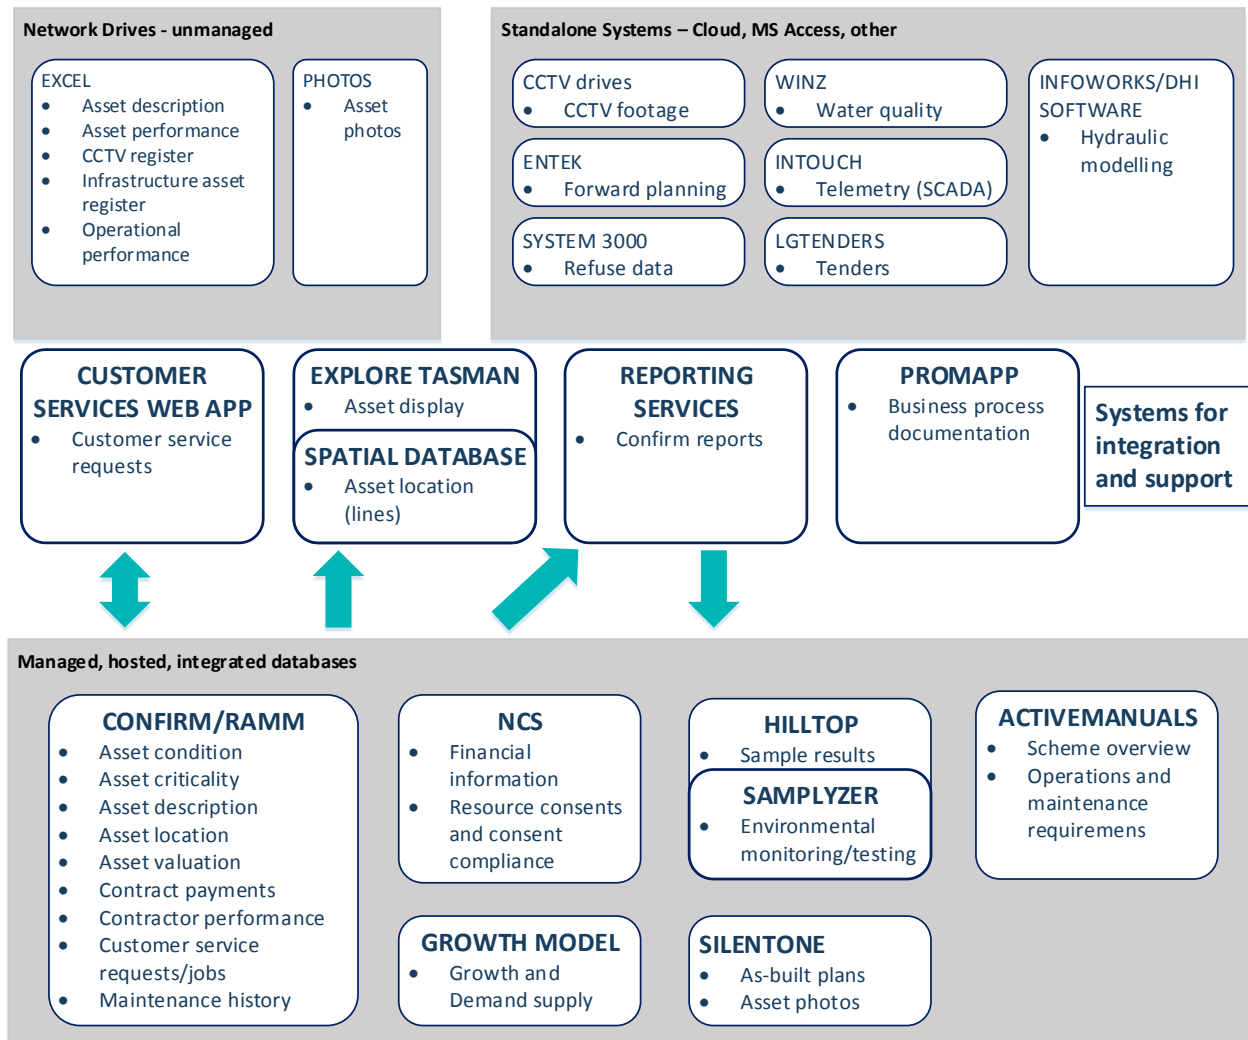 Network Drives - unmanaged
EXCEL
• Asset description
• Asset performance
• CCTV register
• Infrastructure asset
register
• Operational
performance
PHOTOS
• Asset
photos
Standalone Systems – Cloud, MS Access, other
CCTV drives
• CCTV footage
ENTEK
• Forward planning
SYSTEM 3000
• Refuse data
WINZ
• Water quality
INTOUCH
• Telemetry (SCADA)
LGTENDERS
• Tenders
INFOWORKS/DHI
SOFTWARE
• Hydraulic
modelling
CUSTOMER
SERVICES WEB APP
• Customer service
requests
EXPLORE TASMAN
• Asset display
SPATIAL DATABASE
• Asset location
(lines)
REPORTING
SERVICES
• Confirm reports
PROMAPP
• Business process
documentation
Systems for
integration
and support
Managed, hosted, integrated databases
CONFIRM/RAMM
• Asset condition
• Asset criticality
• Asset description
• Asset location
• Asset valuation
• Contract payments
• Contractor performance
• Customer service
requests/jobs
• Maintenance history
NCS
• Financial
information
• Resource consents
and consent
compliance
GROWTH MODEL
• Growth and
Demand supply
HILLTOP
• Sample results
SAMPLYZER
• Environmental
monitoring/testing
SILENTONE
• As-built plans
• Asset photos
ACTIVEMANUALS
• Scheme overview
• Operations and
maintenance
requiremens